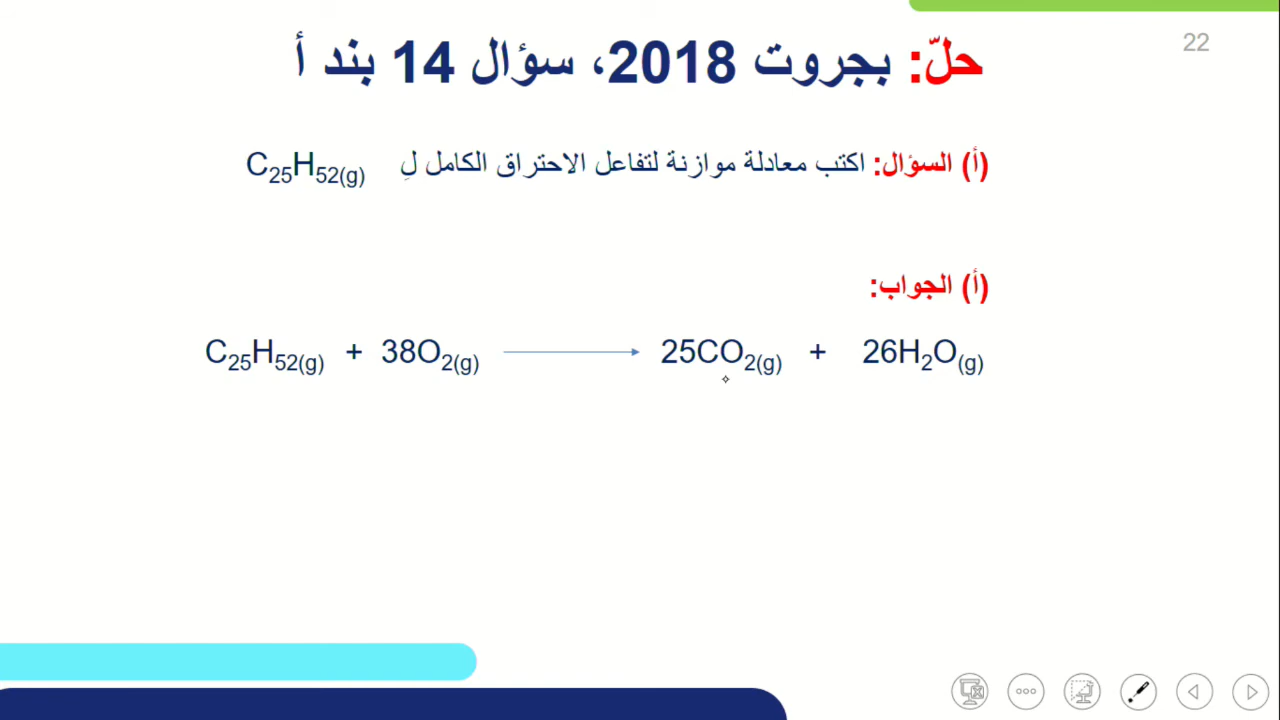 22
حلّ: بجروت 2018، سؤال 14 بند أ
(أ) السؤال: اكتب معادلة موازنة لتفاعل الاحتراق الكامل لِ C₂₅H₅₂(g)
(أ) الجواب:
C₂₅H₅₂(g) + 38O₂(g) → 25CO₂(g) + 26H₂O(g)